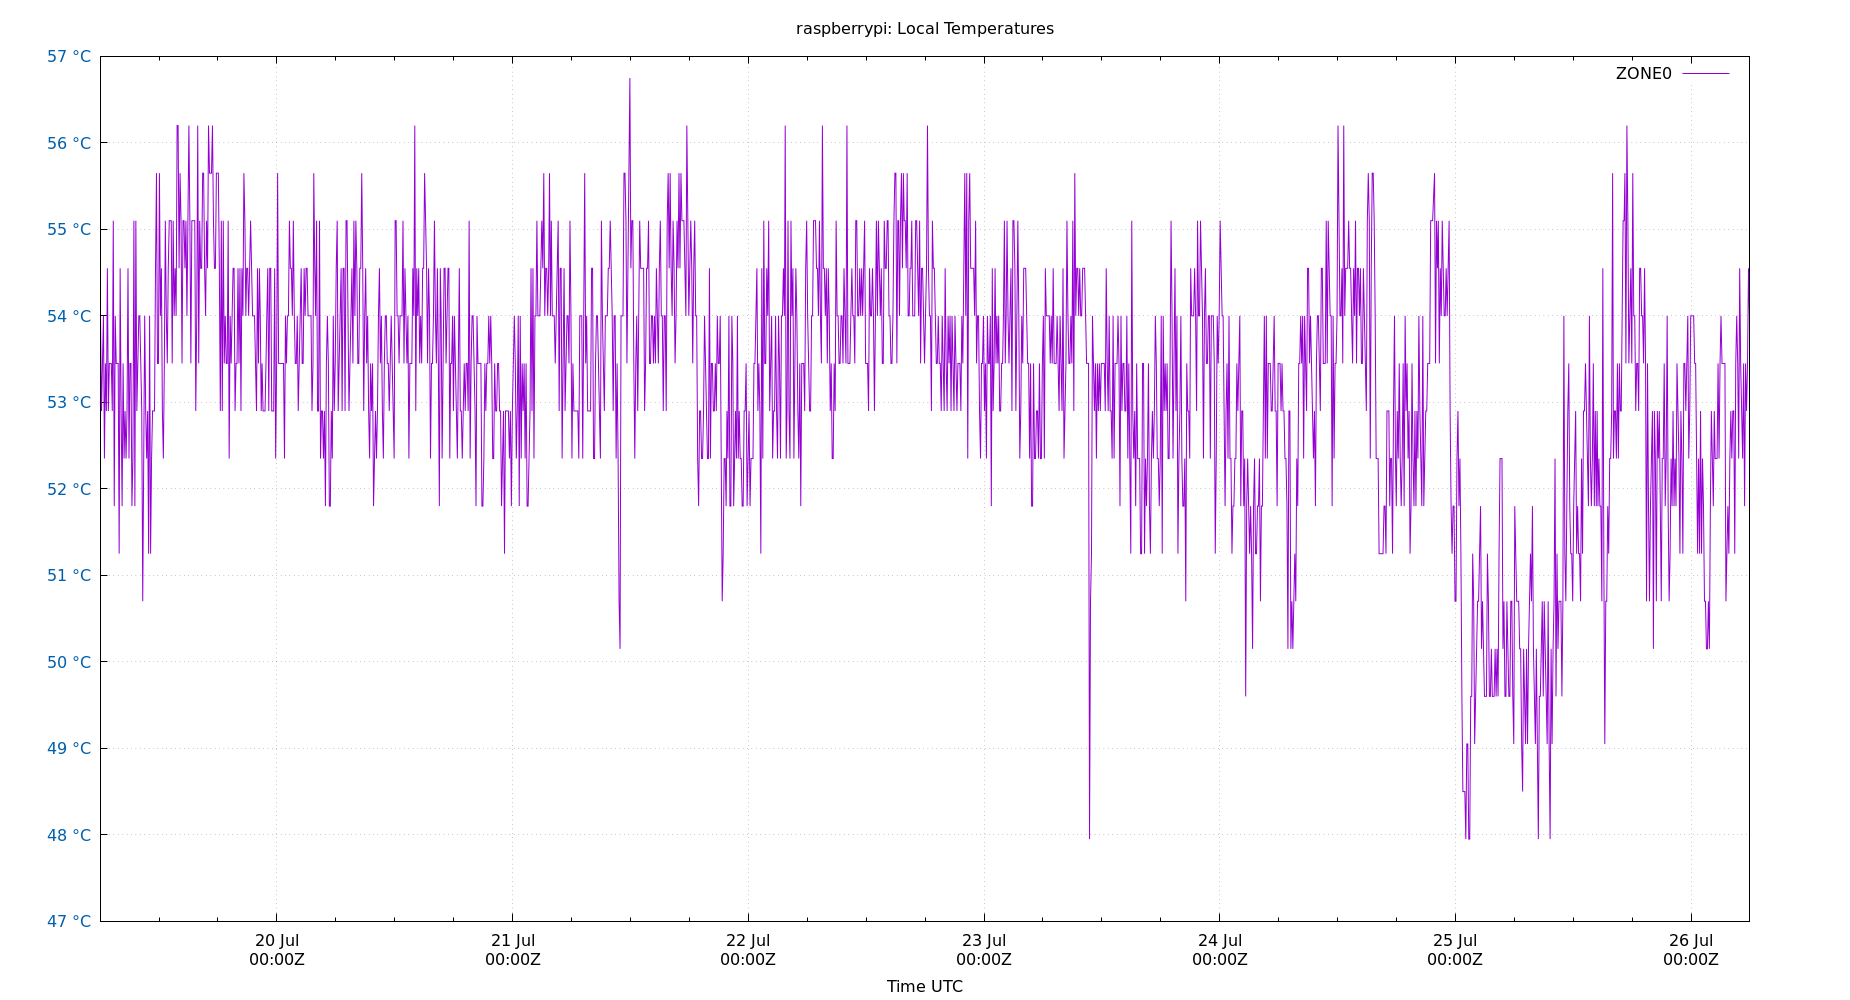 raspberrypi: Local Temperatures
57 °C
ZONE0
56 °C
55 °C
54 °C
53 °C
52 °C
51 °C
50 °C
49 °C
48 °C
47 °C
20 Jul 21 Jul 22 Jul 23 Jul 24 Jul 25 Jul 26 Jul
00:00Z 00:00Z 00:00Z 00:00Z 00:00Z 00:00Z 00:00Z
Time UTC